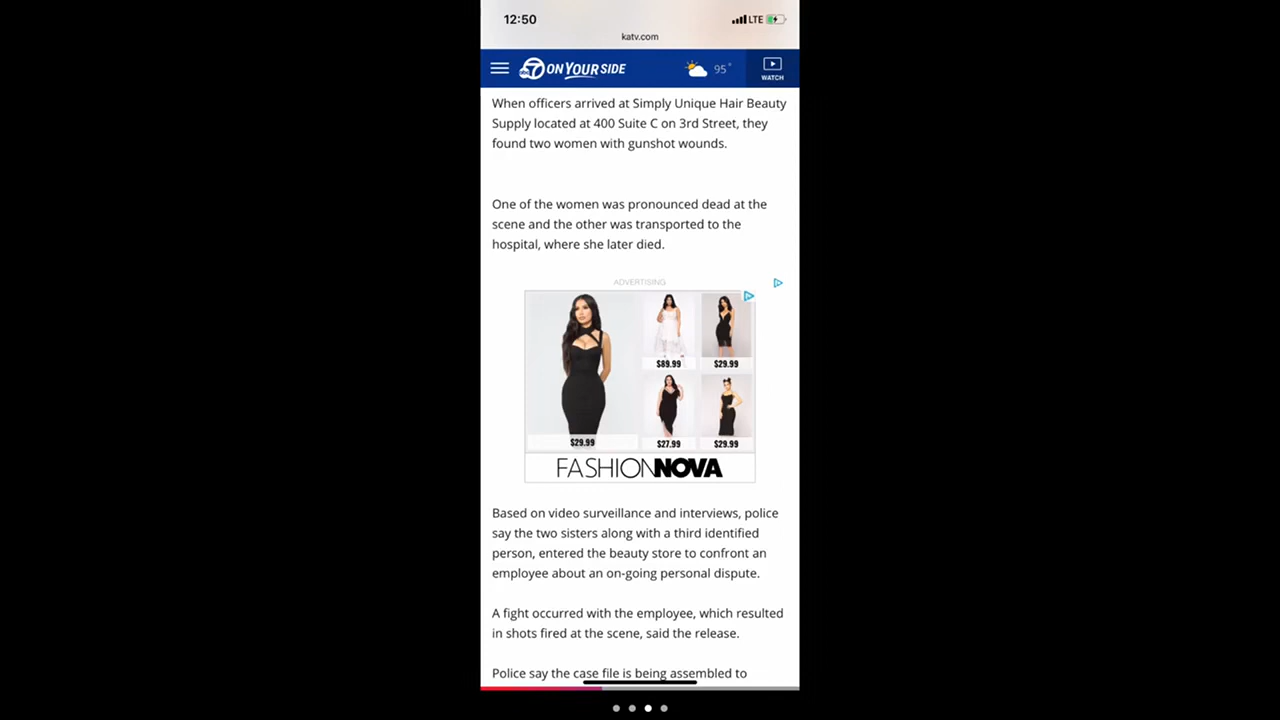 12:50
LTE
katv.com
abc 7 ON YOUR SIDE
95°
WATCH
When officers arrived at Simply Unique Hair Beauty
Supply located at 400 Suite C on 3rd Street, they
found two women with gunshot wounds.
One of the women was pronounced dead at the
scene and the other was transported to the
hospital, where she later died.
ADVERTISING
$89.99
$29.99
$29.99
$27.99
$29.99
FASHIONNOVA
Based on video surveillance and interviews, police
say the two sisters along with a third identified
person, entered the beauty store to confront an
employee about an on-going personal dispute.
A fight occurred with the employee, which resulted
in shots fired at the scene, said the release.
Police say the case file is being assembled to